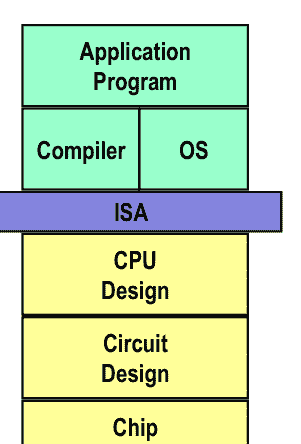 Application
Program
Compiler OS
ISA
CPU
Design
Circuit
Design
Chip